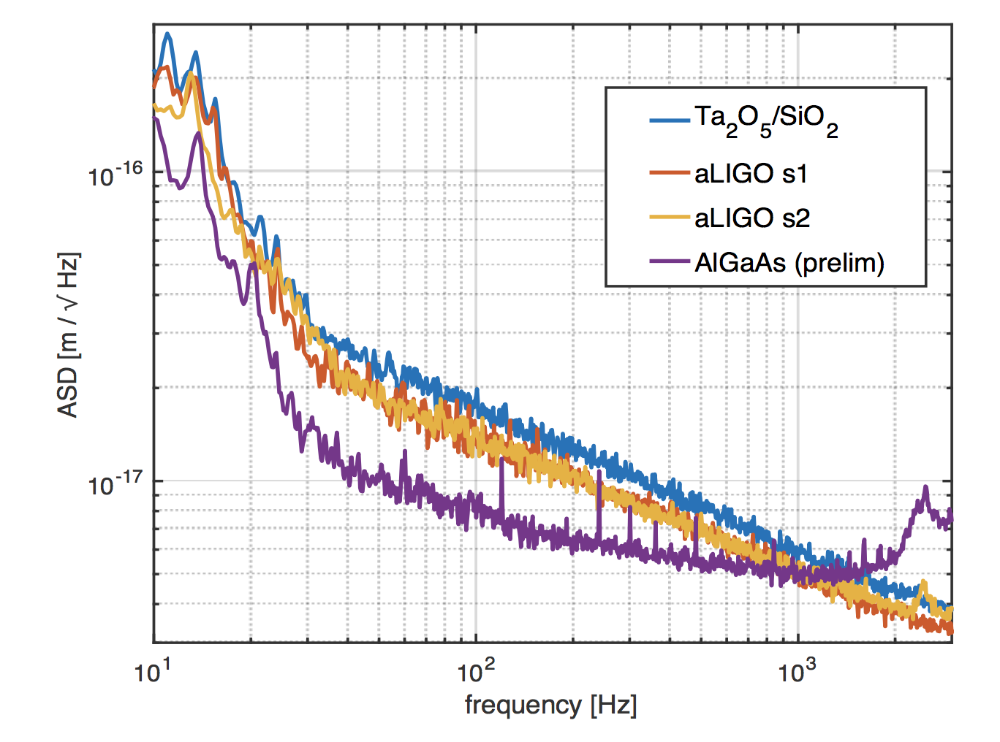 Ta₂O₅/SiO₂
aLIGO s1
aLIGO s2
AlGaAs (prelim)
10⁻¹⁶
10⁻¹⁷
ASD [m / √ Hz]
10¹ 10² 10³
frequency [Hz]